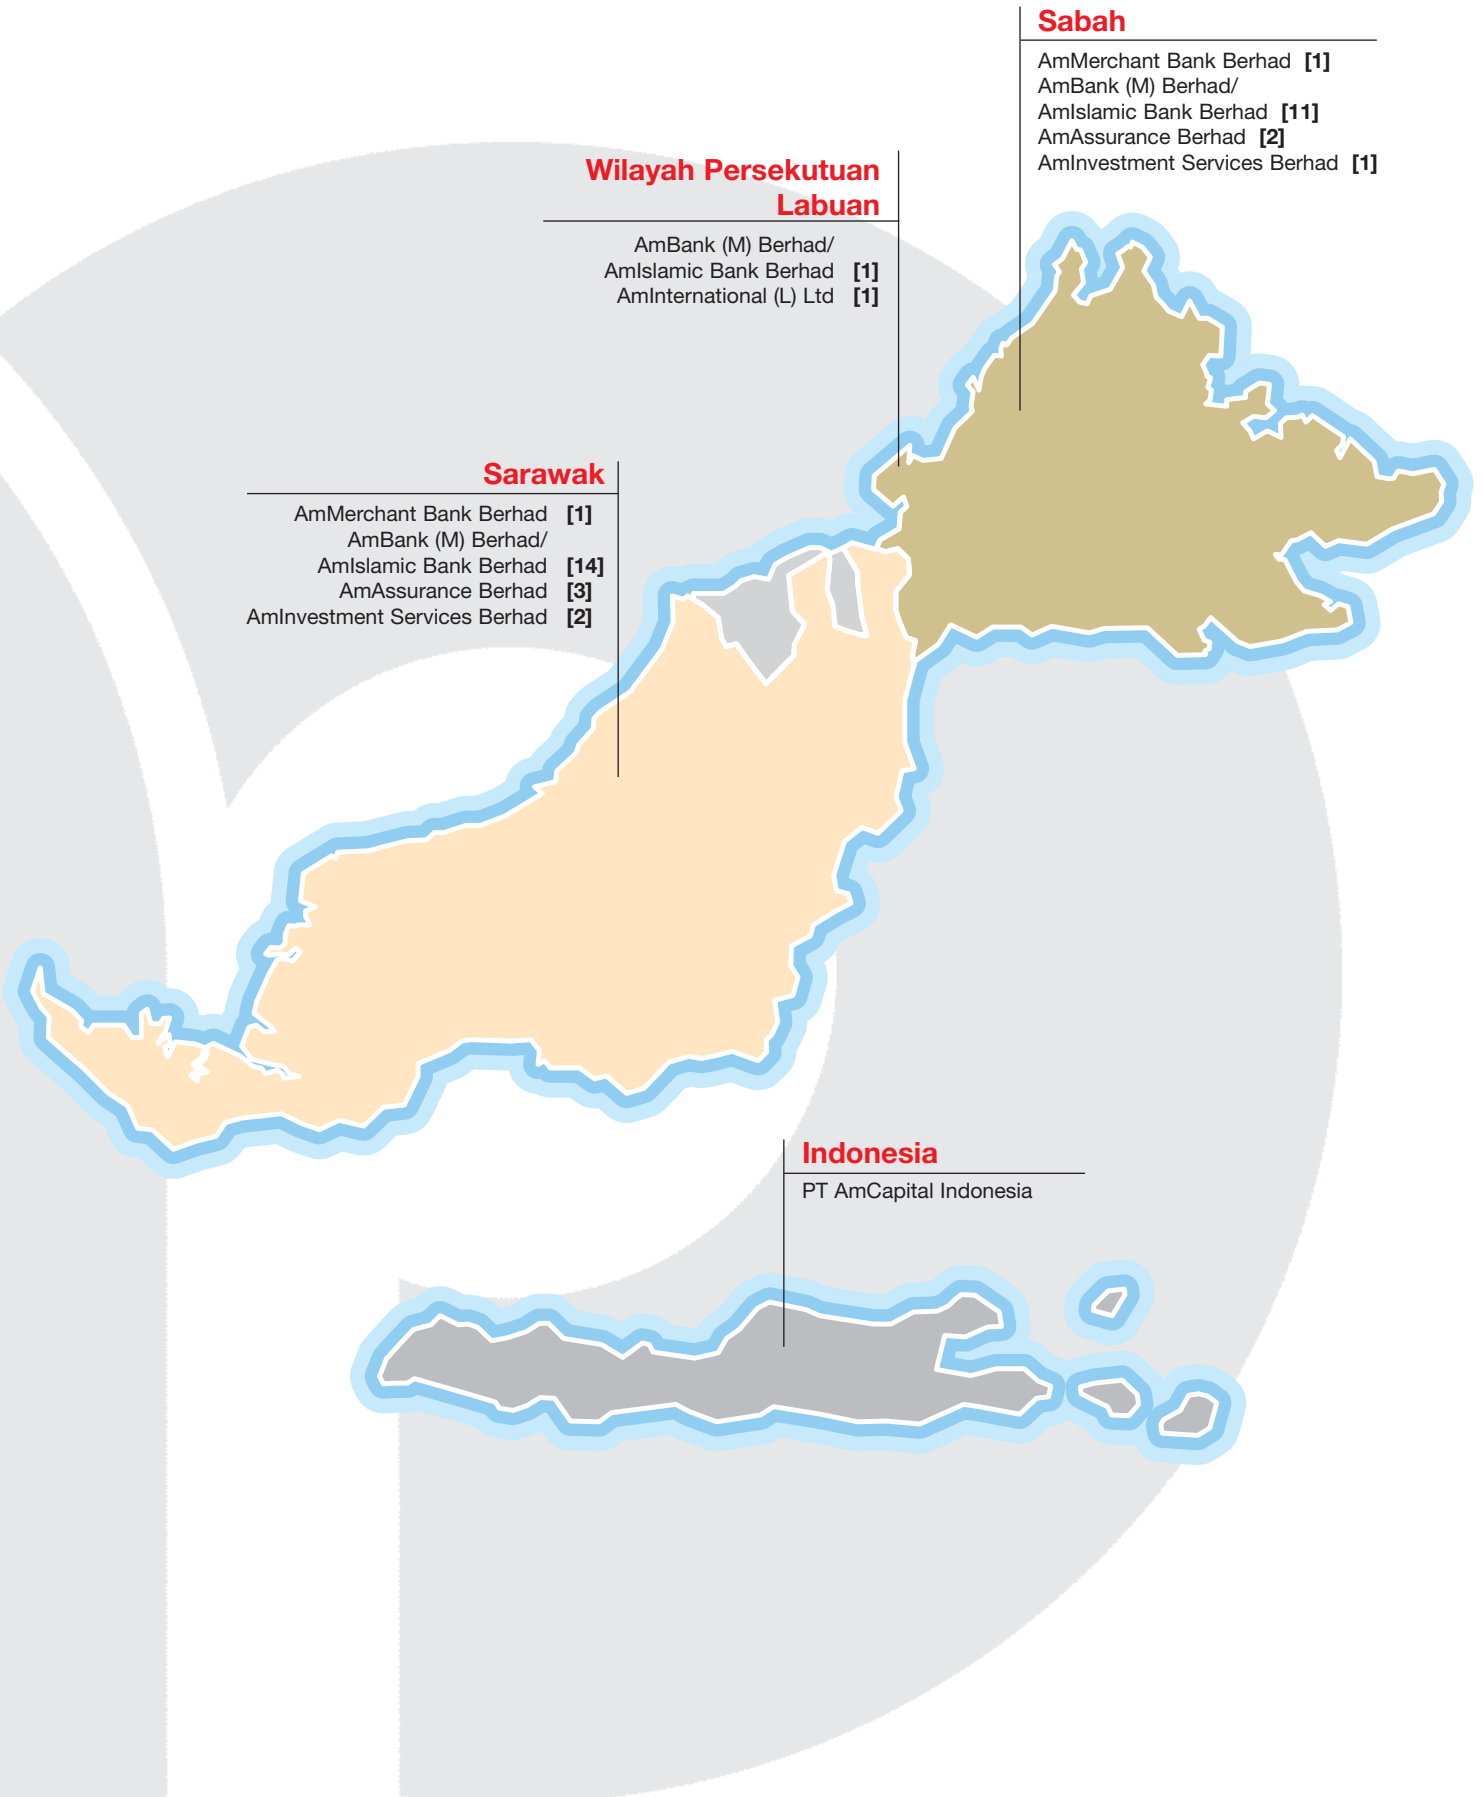 Sabah
AmMerchant Bank Berhad [1]
AmBank (M) Berhad/
AmIslamic Bank Berhad [11]
AmAssurance Berhad [2]
AmInvestment Services Berhad [1]
Wilayah Persekutuan
Labuan
AmBank (M) Berhad/
AmIslamic Bank Berhad [1]
AmInternational (L) Ltd [1]
Sarawak
AmMerchant Bank Berhad [1]
AmBank (M) Berhad/
AmIslamic Bank Berhad [14]
AmAssurance Berhad [3]
AmInvestment Services Berhad [2]
Indonesia
PT AmCapital Indonesia